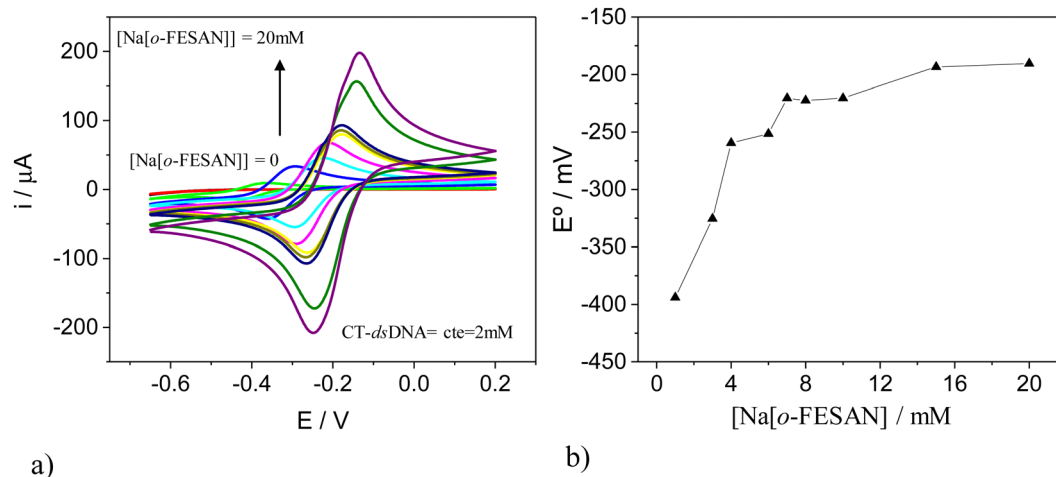 [Na[o-FESAN]] = 20mM
[Na[o-FESAN]] = 0
CT-dsDNA= cte=2mM
200
100
0
-100
-200
i / µA
-0.6
-0.4
-0.2
0.0
0.2
E / V
a)
-150
-200
-250
-300
-350
-400
-450
Eº / mV
0
4
8
12
16
20
[Na[o-FESAN] / mM
b)